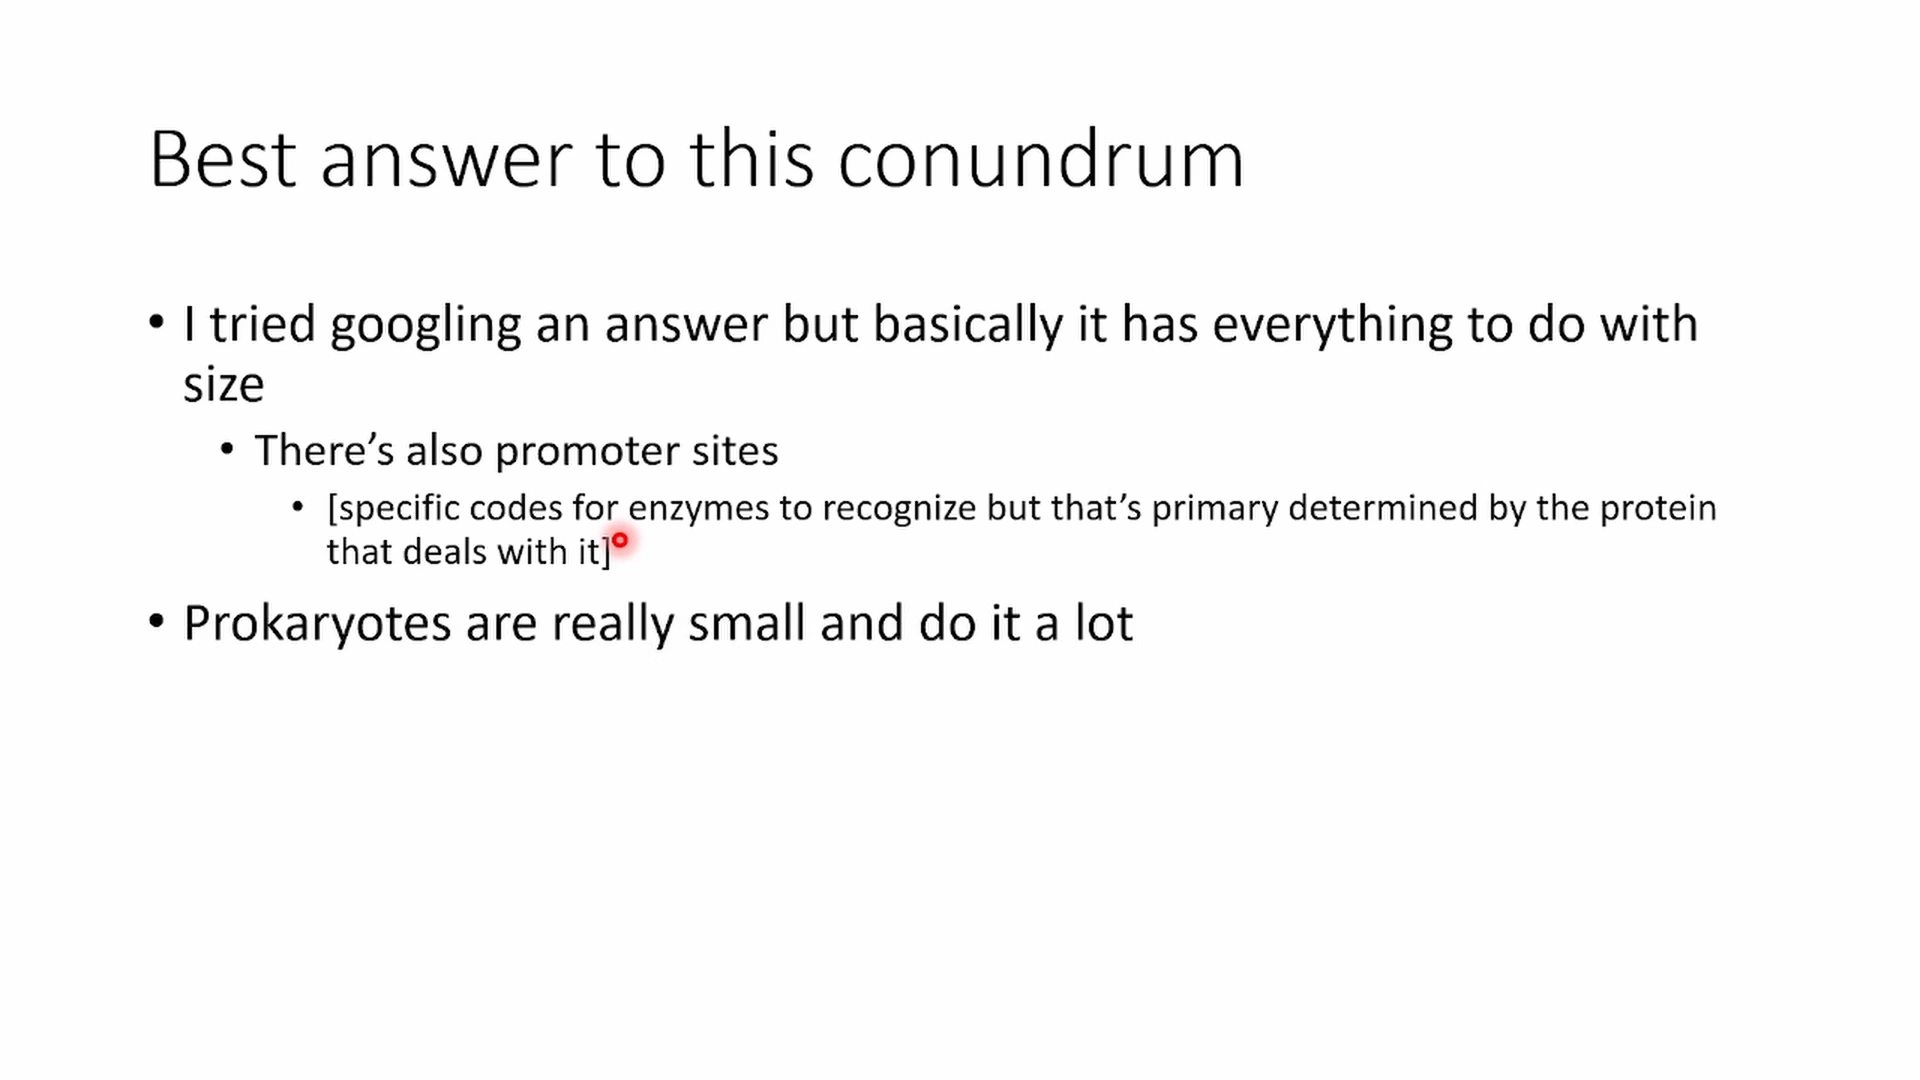 Best answer to this conundrum
• I tried googling an answer but basically it has everything to do with
size
• There’s also promoter sites
• [specific codes for enzymes to recognize but that’s primary determined by the protein
that deals with it]
• Prokaryotes are really small and do it a lot